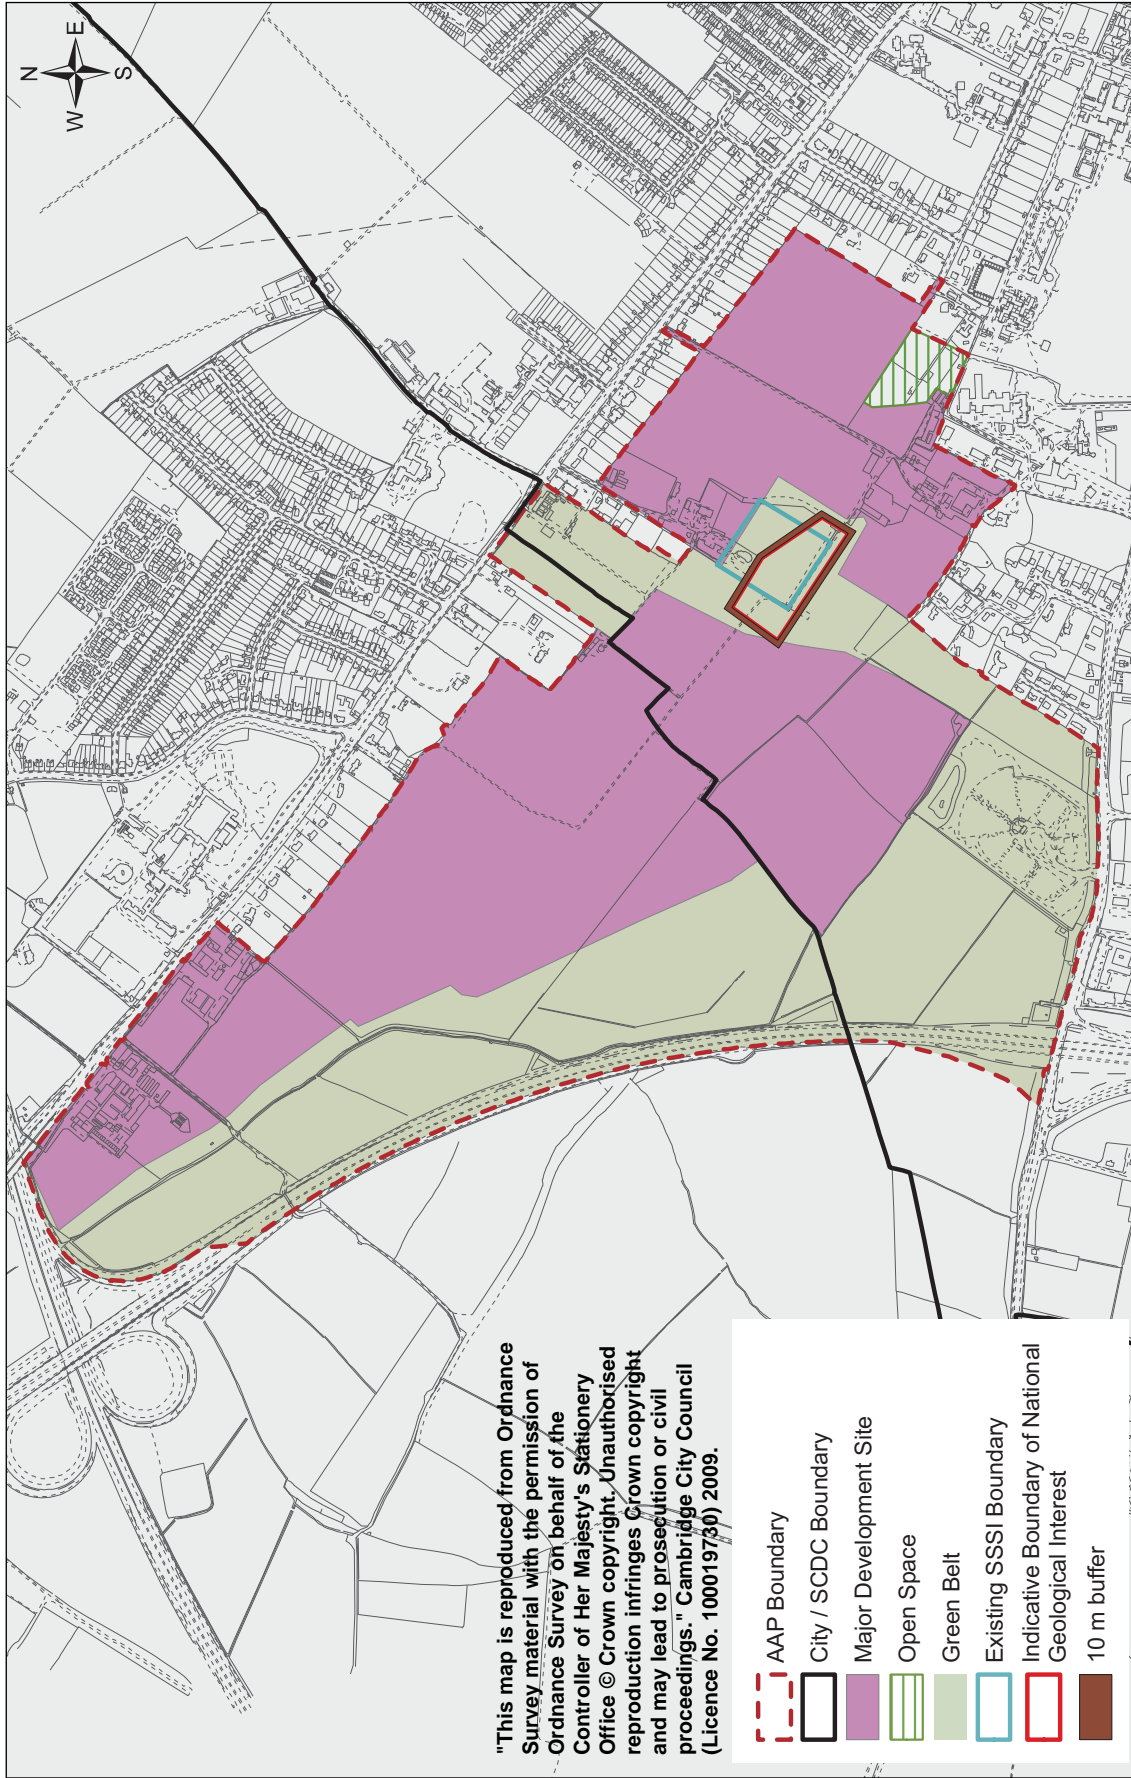 N
E
S
W
"This map is reproduced from Ordnance
Survey material with the permission of
Ordnance Survey on behalf of the
Controller of Her Majesty's Stationery
Office © Crown copyright. Unauthorised
reproduction infringes Crown copyright
and may lead to prosecution or civil
proceedings." Cambridge City Council
(Licence No. 100019730) 2009.
AAP Boundary
City / SCDC Boundary
Major Development Site
Open Space
Green Belt
Existing SSSI Boundary
Indicative Boundary of National
Geological Interest
10 m buffer